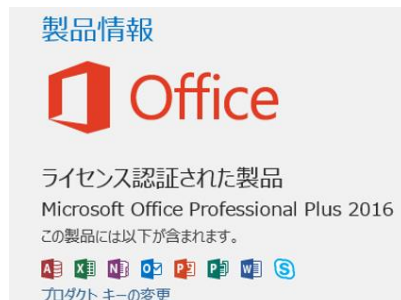 製品情報
Office
ライセンス認証された製品
Microsoft Office Professional Plus 2016
この製品には以下が含まれます。
プロダクト キーの変更